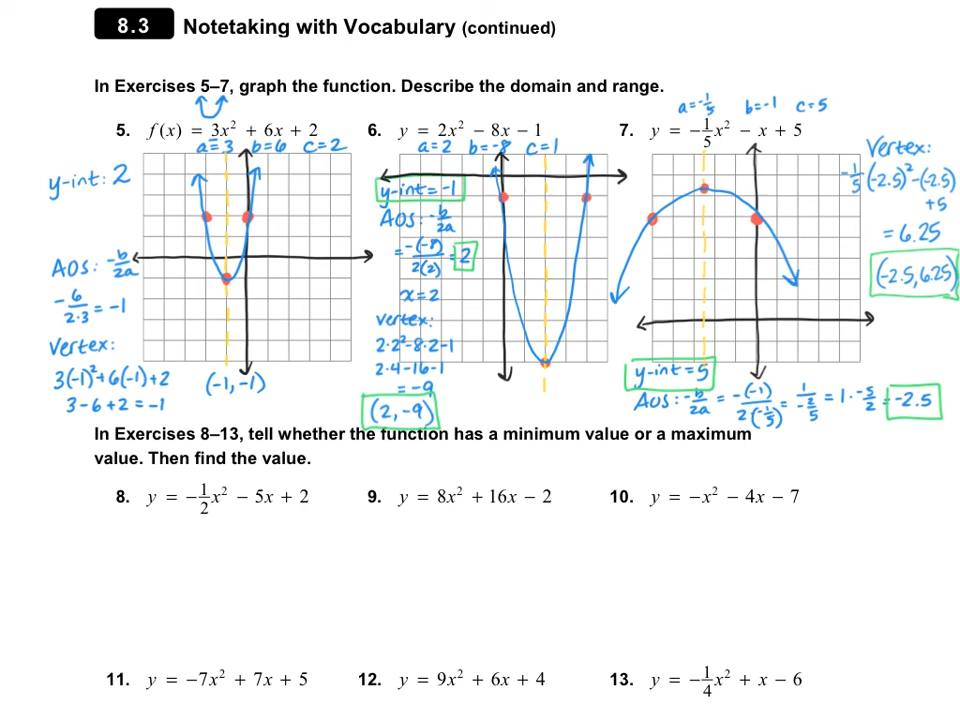 8.3 Notetaking with Vocabulary (continued)
In Exercises 5–7, graph the function. Describe the domain and range.
5. f(x) = 3x² + 6x + 2
a=3 b=6 c=2
y-int: 2
AOS: -b/2a
-6/2·3 = -1
Vertex:
3(-1)²+6(-1)+2
3-6+2 = -1
(-1,-1)
6. y = 2x² − 8x − 1
a=2 b=-8 c=1
y-int = -1
AOS: -b/2a
= -(-8)/2(2) = 2
x=2
Vertex:
2·2²-8·2-1
2·4-16-1
= -9
(2,-9)
7. y = −1/5x² − x + 5
a=-1/5 b=-1 c=5
Vertex:
-1/5(-2.5)²-(-2.5)
+5
= 6.25
(-2.5, 6.25)
y-int = 5
AOS: -b/2a = -(-1)/2(-1/5) = 1/-2/5 = 1·-5/2 = -2.5
In Exercises 8–13, tell whether the function has a minimum value or a maximum
value. Then find the value.
8. y = −1/2x² − 5x + 2
9. y = 8x² + 16x − 2
10. y = −x² − 4x − 7
11. y = −7x² + 7x + 5
12. y = 9x² + 6x + 4
13. y = −1/4x² + x − 6